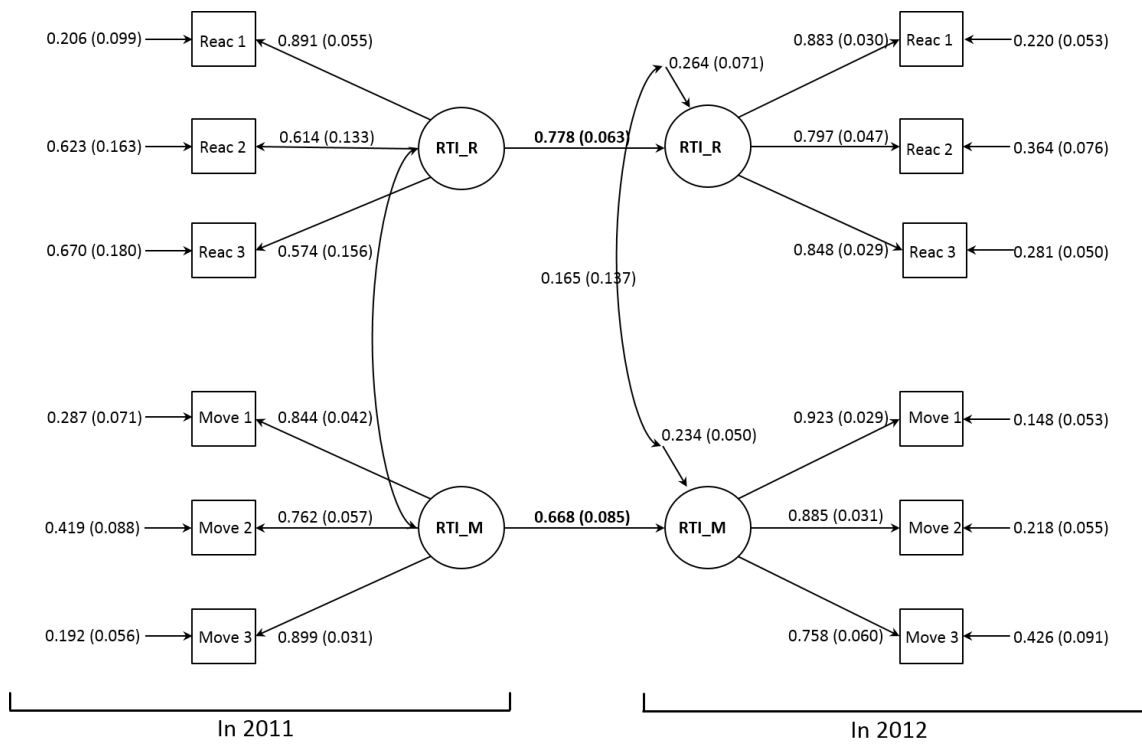 0.206 (0.099) Reac 1 0.891 (0.055) 0.883 (0.030) Reac 1 0.220 (0.053)
0.264 (0.071)
0.623 (0.163) Reac 2 0.614 (0.133) RTI_R 0.778 (0.063) RTI_R 0.797 (0.047) Reac 2 0.364 (0.076)
0.670 (0.180) Reac 3 0.574 (0.156) 0.848 (0.029) Reac 3 0.281 (0.050)
0.165 (0.137)
0.287 (0.071) Move 1 0.844 (0.042) 0.923 (0.029) Move 1 0.148 (0.053)
0.234 (0.050)
0.419 (0.088) Move 2 0.762 (0.057) RTI_M 0.668 (0.085) RTI_M 0.885 (0.031) Move 2 0.218 (0.055)
0.192 (0.056) Move 3 0.899 (0.031) 0.758 (0.060) Move 3 0.426 (0.091)
In 2011 In 2012